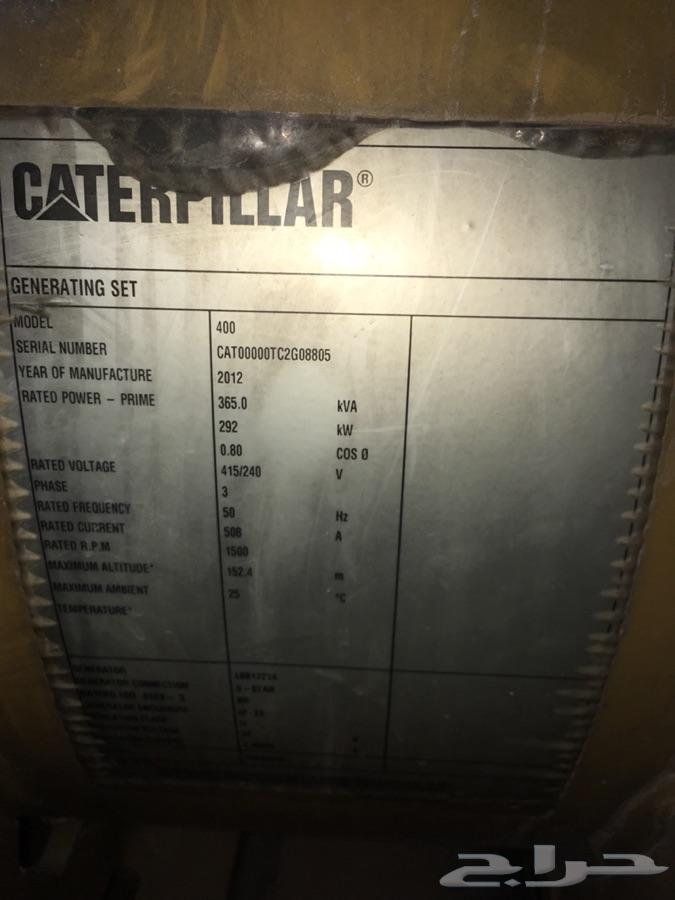 CATERPILLAR®
GENERATING SET
MODEL 400
SERIAL NUMBER CAT00000TC2G08805
YEAR OF MANUFACTURE 2012
RATED POWER – PRIME 365.0 kVA
292 kW
0.80 COS Ø
RATED VOLTAGE 415/240 V
PHASE 3
RATED FREQUENCY 50 Hz
RATED CURRENT 508 A
RATED R.P.M 1500
MAXIMUM ALTITUDE* 152.4 m
MAXIMUM AMBIENT 25 °C
TEMPERATURE*
GENERATOR
GENERATOR CONNECTION
حراج